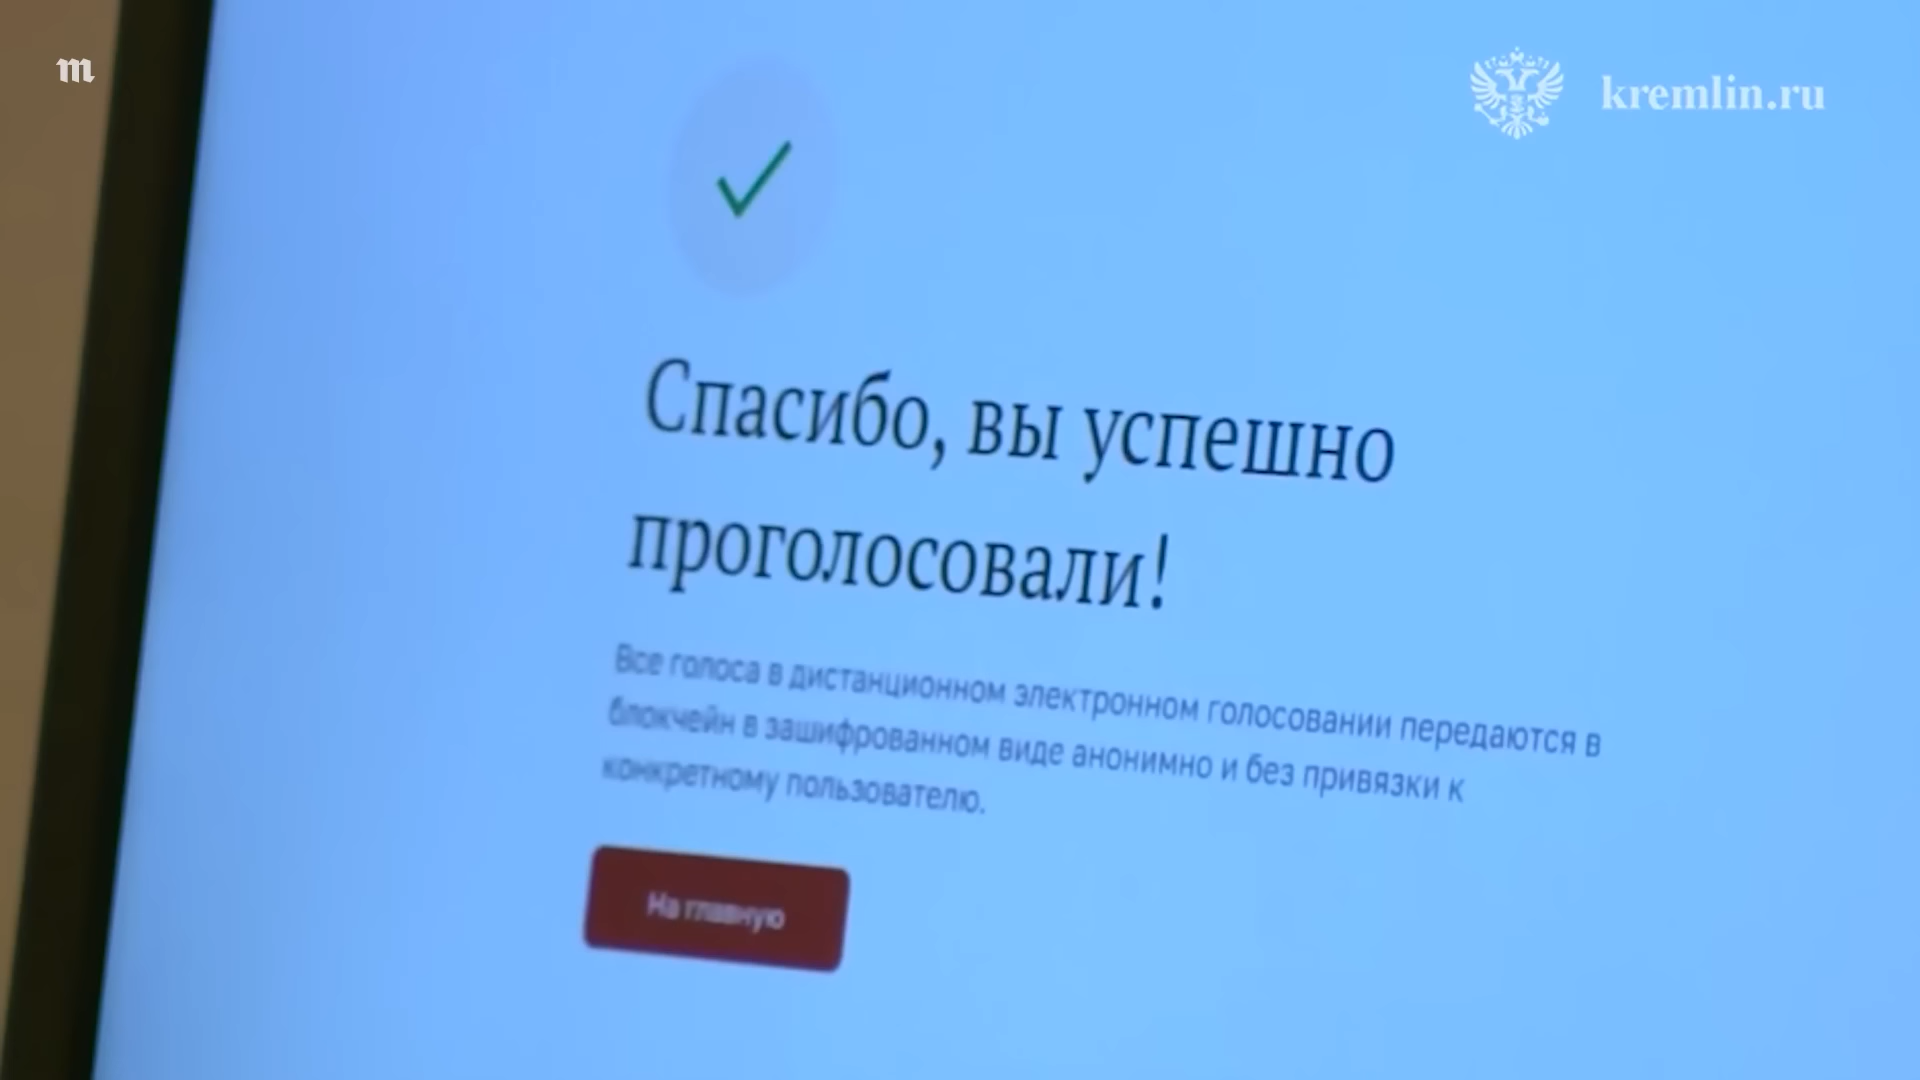 m
kremlin.ru
Спасибо, вы успешно
проголосовали!
Все голоса в дистанционном электронном голосовании передаются в
блокчейн в зашифрованном виде анонимно и без привязки к
конкретному пользователю.
На главную